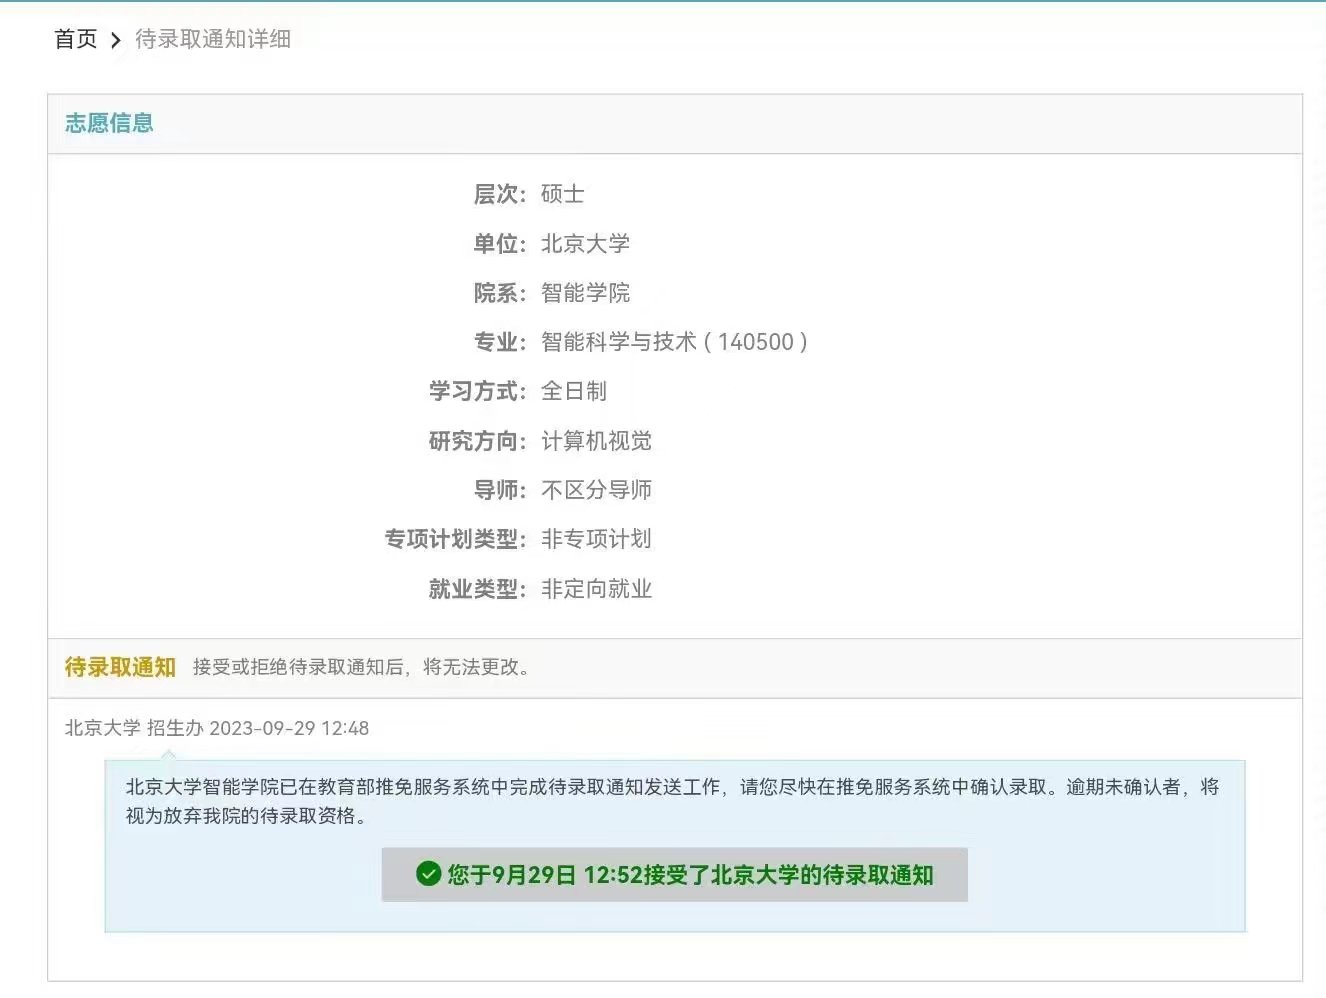 首页 > 待录取通知详细
志愿信息
层次：硕士
单位：北京大学
院系：智能学院
专业：智能科学与技术 ( 140500 )
学习方式：全日制
研究方向：计算机视觉
导师：不区分导师
专项计划类型：非专项计划
就业类型：非定向就业
待录取通知 接受或拒绝待录取通知后，将无法更改。
北京大学 招生办 2023-09-29 12:48
北京大学智能学院已在教育部推免服务系统中完成待录取通知发送工作，请您尽快在推免服务系统中确认录取。逾期未确认者，将
视为放弃我院的待录取资格。
您于9月29日 12:52接受了北京大学的待录取通知